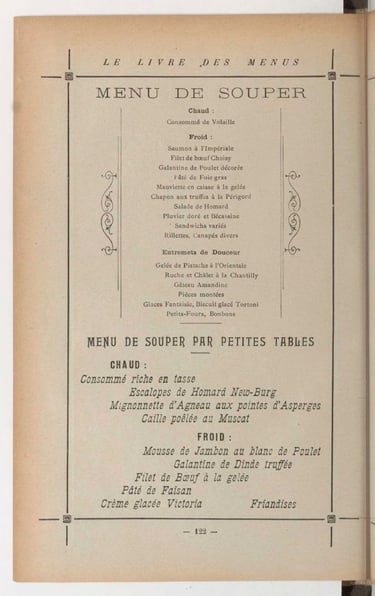 LE LIVRE DES MENUS
MENU DE SOUPER
Chaud :
Consommé de Volaille
Froid :
Saumon à l'Impériale
Filet de bœuf Choisy
Galantine de Poulet décorée
Pâté de Foie gras
Mauviette en caisse à la gelée
Chapon aux truffes à la Périgord
Salade de Homard
Pluvier doré et Bécassine
Sandwichs variés
Rillettes, Canapés divers
Entremets de Douceur
Gelée de Pistache à l'Orientale
Ruche et Châlet à la Chantilly
Gâteau Amandine
Pièces montées
Glaces Fantaisie, Biscuit glacé Tortoni
Petits-Fours, Bonbons
MENU DE SOUPER PAR PETITES TABLES
CHAUD :
Consommé riche en tasse
Escalopes de Homard New-Burg
Mignonnette d'Agneau aux pointes d'Asperges
Caille poêlée au Muscat
FROID :
Mousse de Jambon au blanc de Poulet
Galantine de Dinde truffée
Filet de Bœuf à la gelée
Pâté de Faisan
Crème glacée Victoria Friandises
— 122 —